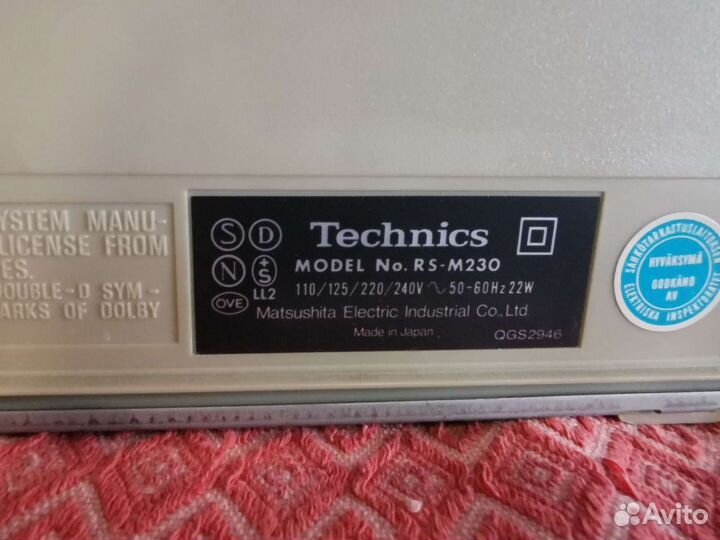 YSTEM MANU-
LICENSE FROM
ES.
DOUBLE-D SYM-
ARKS OF DOLBY
S D
N +S
LL2
OVE
Technics
MODEL No. RS-M230
110/125/220/240V ~ 50-60Hz 22W
Matsushita Electric Industrial Co., Ltd.
Made in Japan
QGS2946
SÄHKÖTARKASTUSLAITOKSEN
HYVÄKSYMÄ
GODKÄND
AV
ELEKTRISKA INSPEKTORATET
Avito